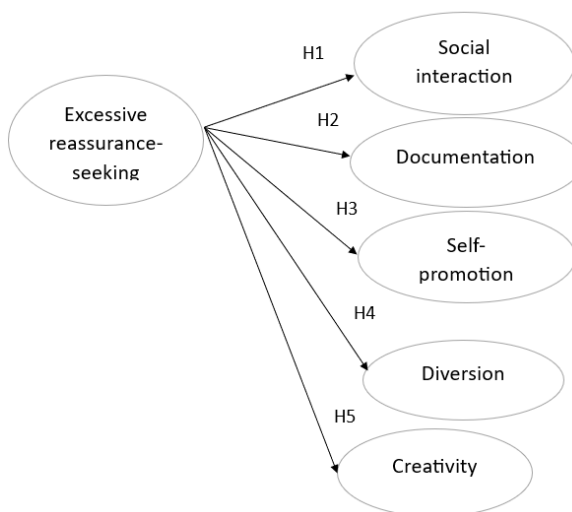 Excessive
reassurance-
seeking
H1
Social
interaction
H2
Documentation
H3
Self-
promotion
H4
Diversion
H5
Creativity